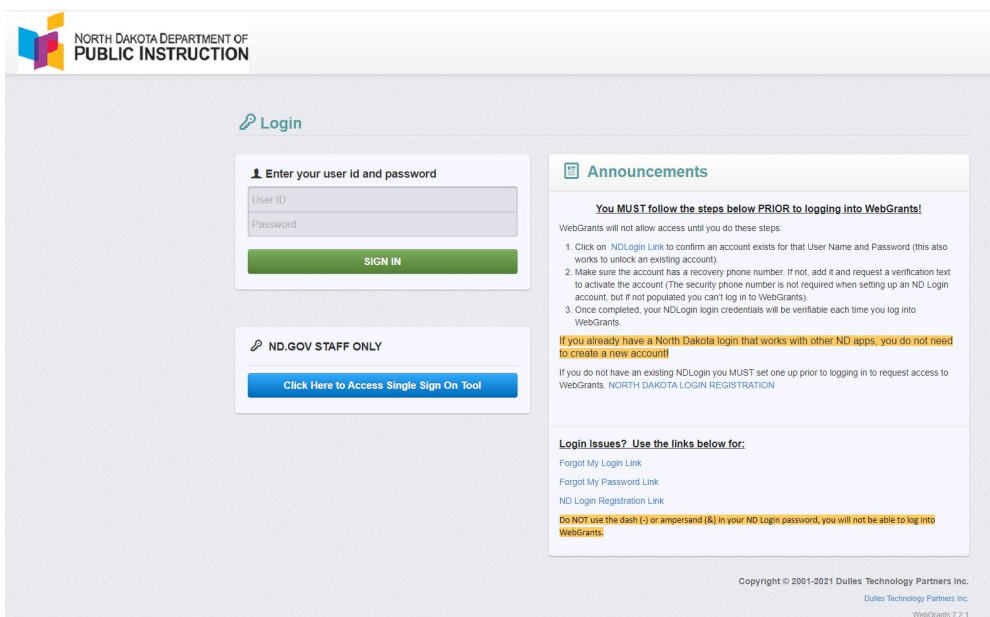 NORTH DAKOTA DEPARTMENT OF
PUBLIC INSTRUCTION
Login
Enter your user id and password
User ID
Password
SIGN IN
ND.GOV STAFF ONLY
Click Here to Access Single Sign On Tool
Announcements
You MUST follow the steps below PRIOR to logging into WebGrants!
WebGrants will not allow access until you do these steps:
1. Click on NDLogin Link to confirm an account exists for that User Name and Password (this also
works to unlock an existing account).
2. Make sure the account has a recovery phone number. If not, add it and request a verification text
to activate the account (The security phone number is not required when setting up an ND Login
account, but if not populated you can't log in to WebGrants).
3. Once completed, your NDLogin login credentials will be verifiable each time you log into
WebGrants.
If you already have a North Dakota login that works with other ND apps, you do not need
to create a new account!
If you do not have an existing NDLogin you MUST set one up prior to logging in to request access to
WebGrants. NORTH DAKOTA LOGIN REGISTRATION
Login Issues? Use the links below for:
Forgot My Login Link
Forgot My Password Link
ND Login Registration Link
Do NOT use the dash (-) or ampersand (&) in your ND Login password, you will not be able to log into
WebGrants.
Copyright © 2001-2021 Dulles Technology Partners Inc.
Dulles Technology Partners Inc.
WebGrants 7.2.1